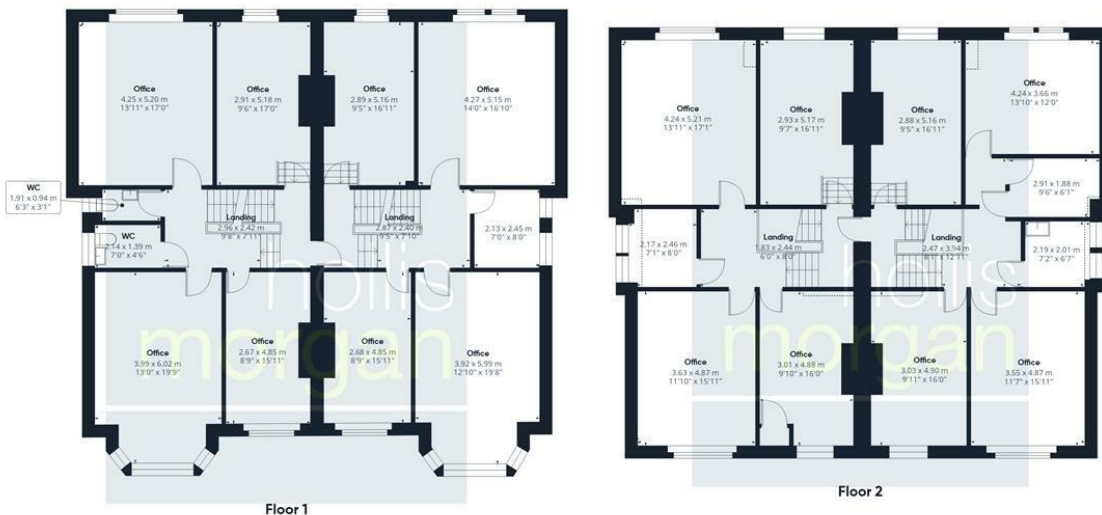 Office
4.25 x 5.20 m
13'11" x 17'0"
Office
2.91 x 5.18 m
9'6" x 17'0"
Office
2.89 x 5.16 m
9'5" x 16'11"
Office
4.27 x 5.15 m
14'0" x 16'10"
WC
1.91 x 0.94 m
6'3" x 3'1"
WC
2.14 x 1.39 m
7'0" x 4'6"
Landing
2.96 x 2.42 m
9'8" x 7'11"
Landing
2.87 x 2.40 m
9'5" x 7'10"
2.13 x 2.45 m
7'0" x 8'0"
Office
3.99 x 6.02 m
13'0" x 19'9"
Office
2.67 x 4.85 m
8'9" x 15'11"
Office
2.68 x 4.85 m
8'9" x 15'11"
Office
3.92 x 5.99 m
12'10" x 19'8"
hollis
morgan
Floor 1
Office
4.24 x 5.21 m
13'11" x 17'1"
Office
2.93 x 5.17 m
9'7" x 16'11"
Office
2.88 x 5.16 m
9'5" x 16'11"
Office
4.24 x 3.66 m
13'10" x 12'0"
2.91 x 1.88 m
9'6" x 6'1"
2.17 x 2.46 m
7'1" x 8'0"
Landing
1.83 x 2.44 m
6'0" x 8'0"
Landing
2.47 x 3.94 m
8'1" x 12'11"
2.19 x 2.01 m
7'2" x 6'7"
Office
3.63 x 4.87 m
11'10" x 15'11"
Office
3.01 x 4.88 m
9'10" x 16'0"
Office
3.03 x 4.90 m
9'11" x 16'0"
Office
3.55 x 4.87 m
11'7" x 15'11"
hollis
morgan
Floor 2